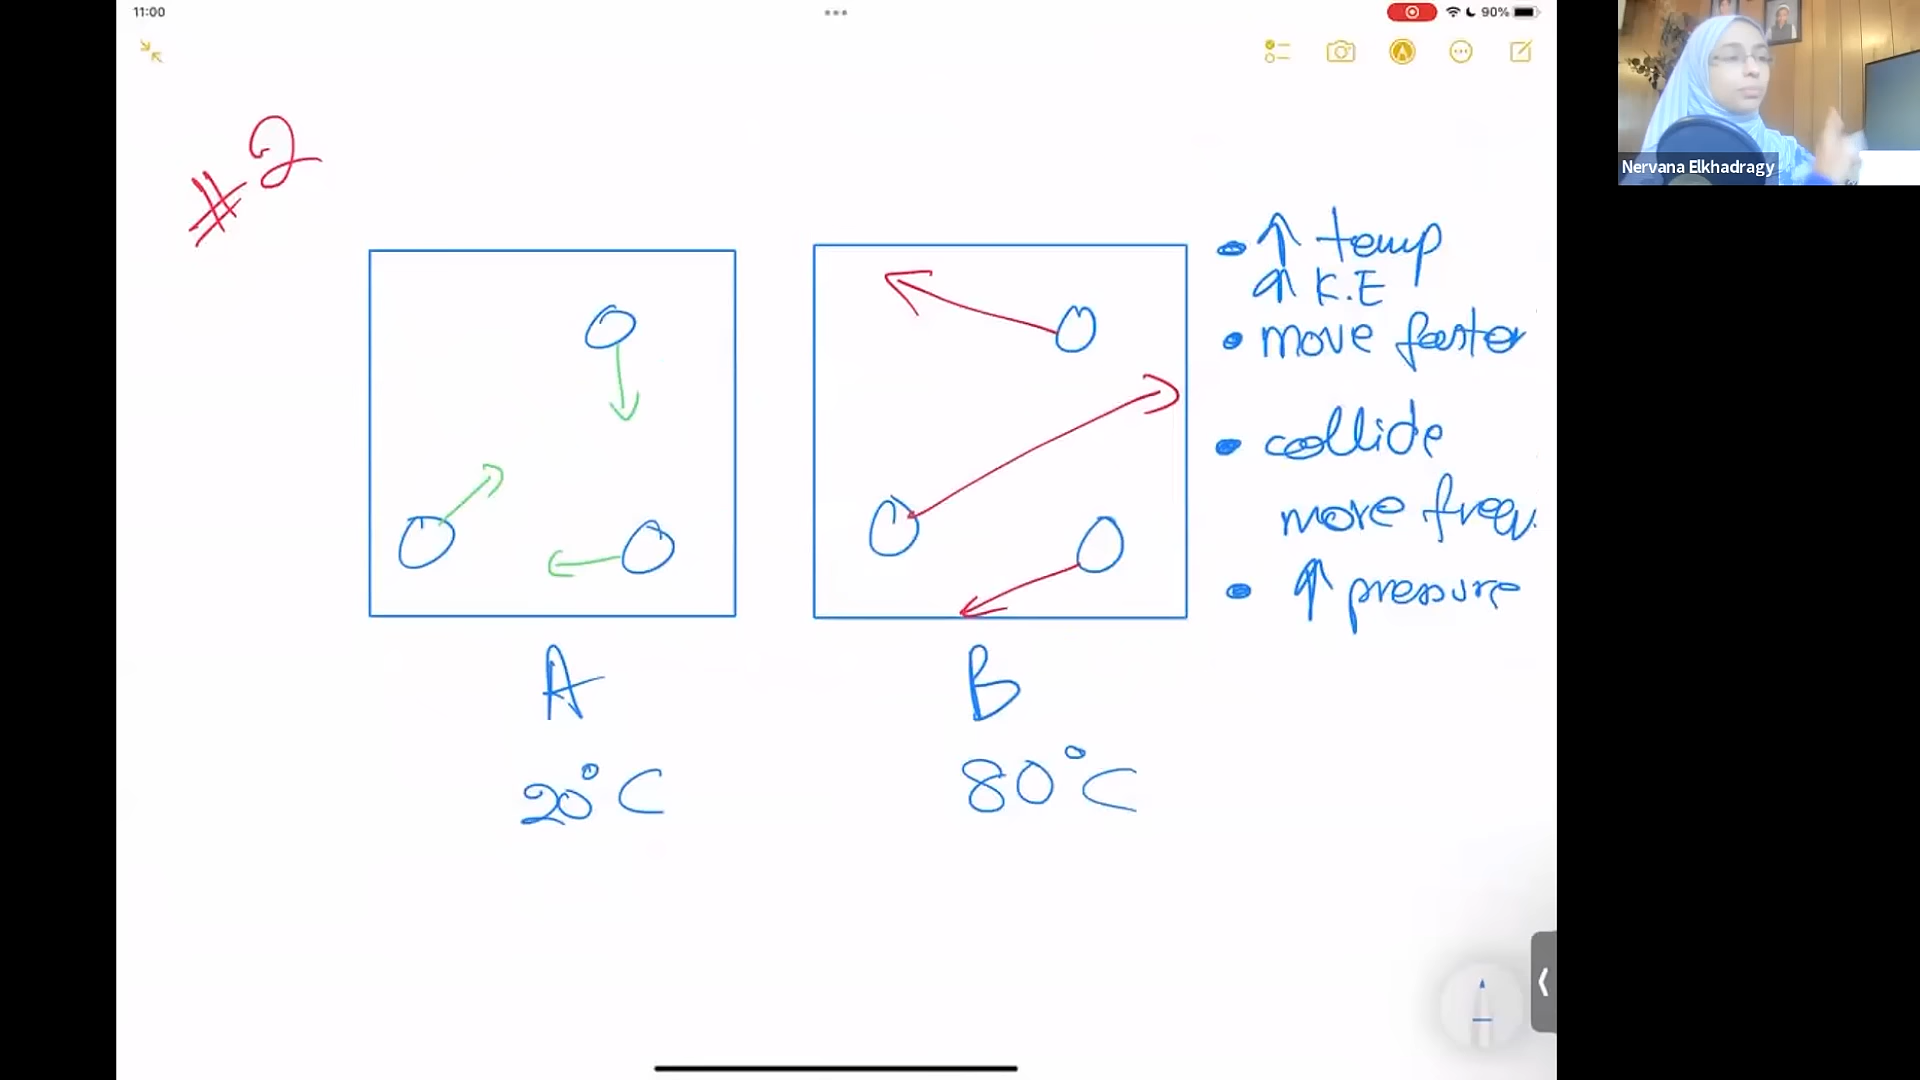 11:00
90%
Nervana Elkhadragy
#2
• ↑ temp
↑ K.E
• move faster
• collide
more freq.
• ↑ pressure
A
B
20°C
80°C